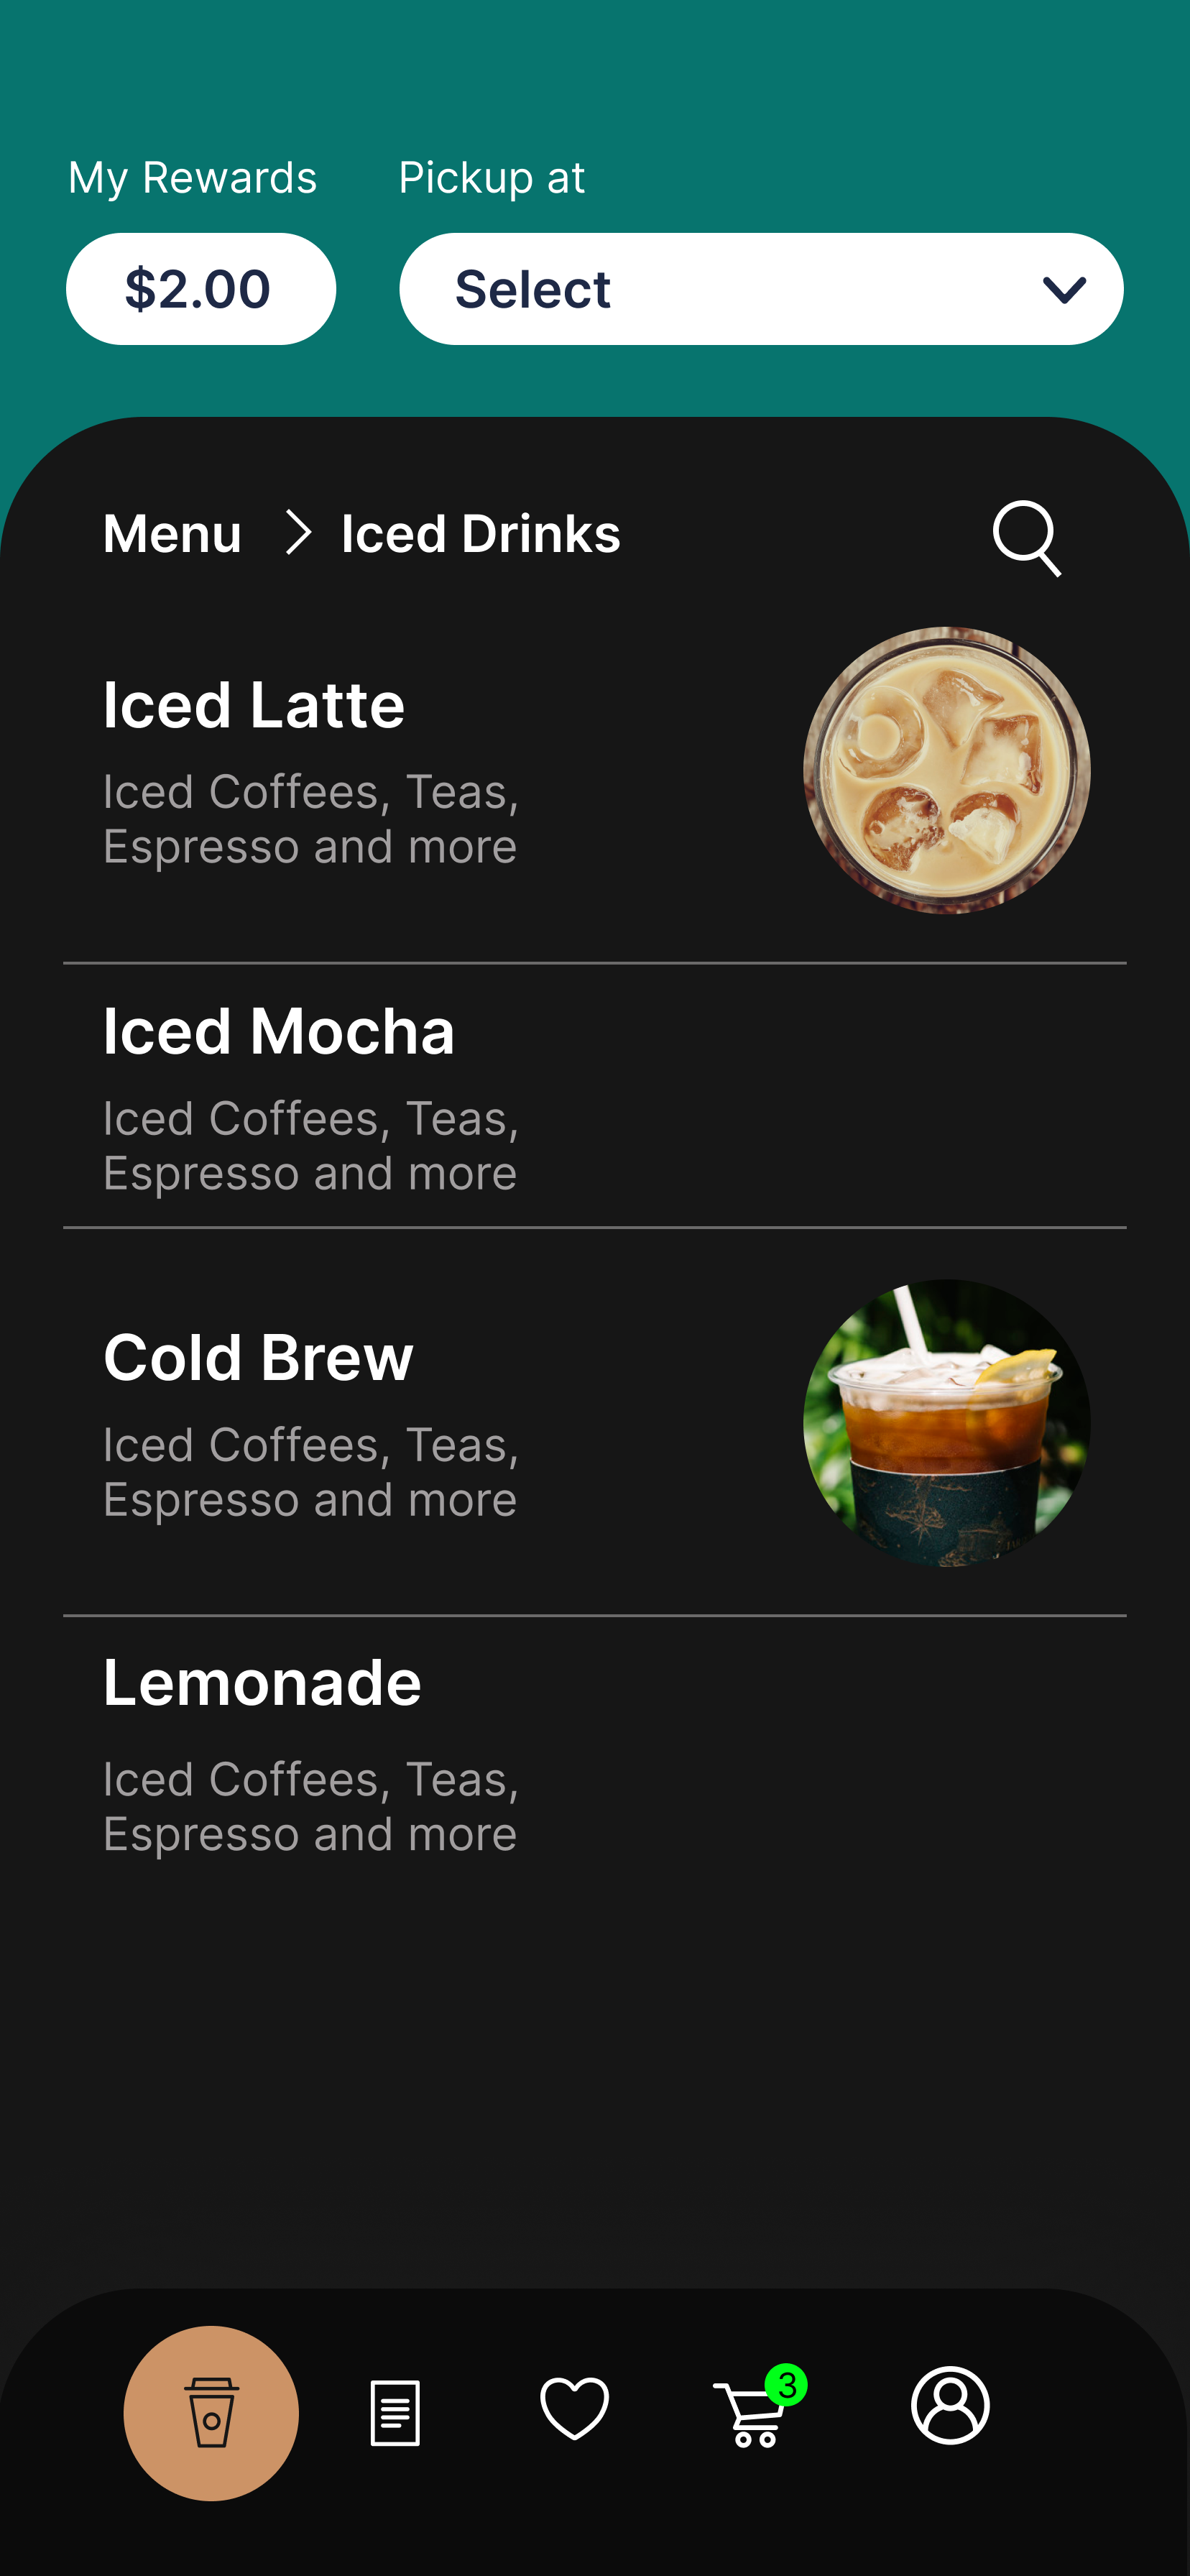 My Rewards
Pickup at
$2.00
Select
Menu
Iced Drinks
Iced Latte
Iced Coffees, Teas,
Espresso and more
Iced Mocha
Iced Coffees, Teas,
Espresso and more
Cold Brew
Iced Coffees, Teas,
Espresso and more
Lemonade
Iced Coffees, Teas,
Espresso and more
3